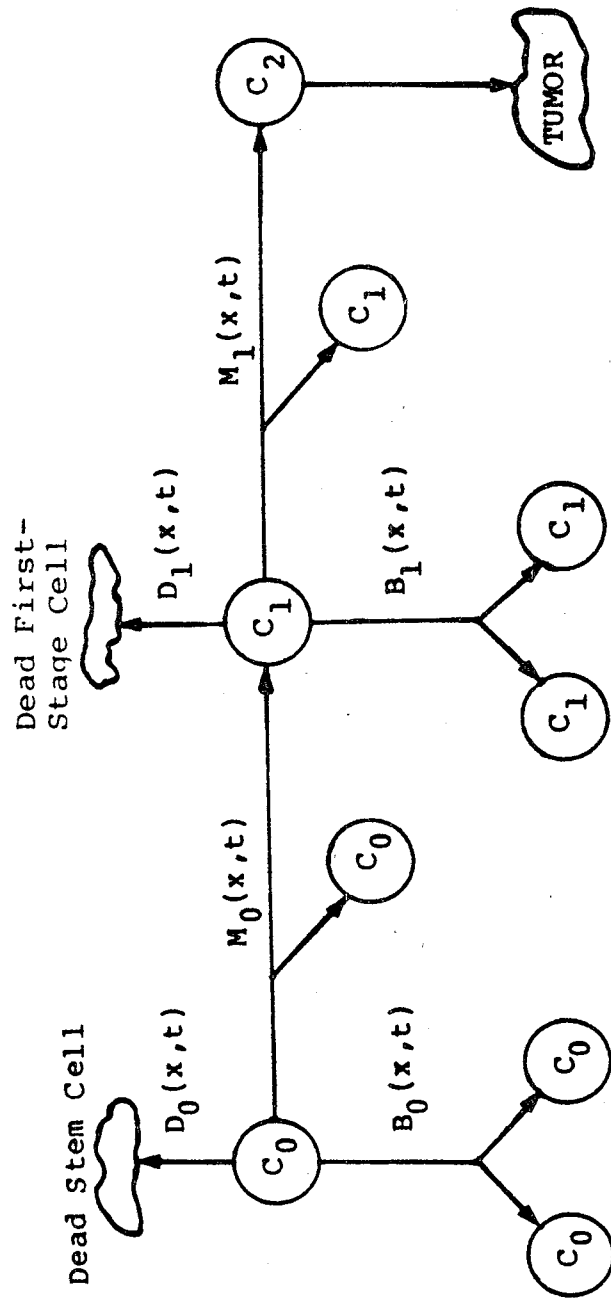 Dead Stem Cell
Dead First-
Stage Cell
D₀(x,t)
D₁(x,t)
C₀
M₀(x,t)
C₁
M₁(x,t)
C₂
C₀
C₁
B₀(x,t)
B₁(x,t)
C₀
C₀
C₁
C₁
TUMOR